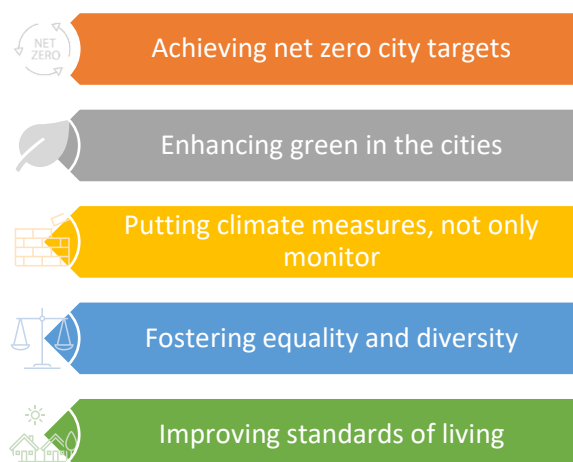 NET
ZERO
Achieving net zero city targets
Enhancing green in the cities
Putting climate measures, not only
monitor
Fostering equality and diversity
Improving standards of living